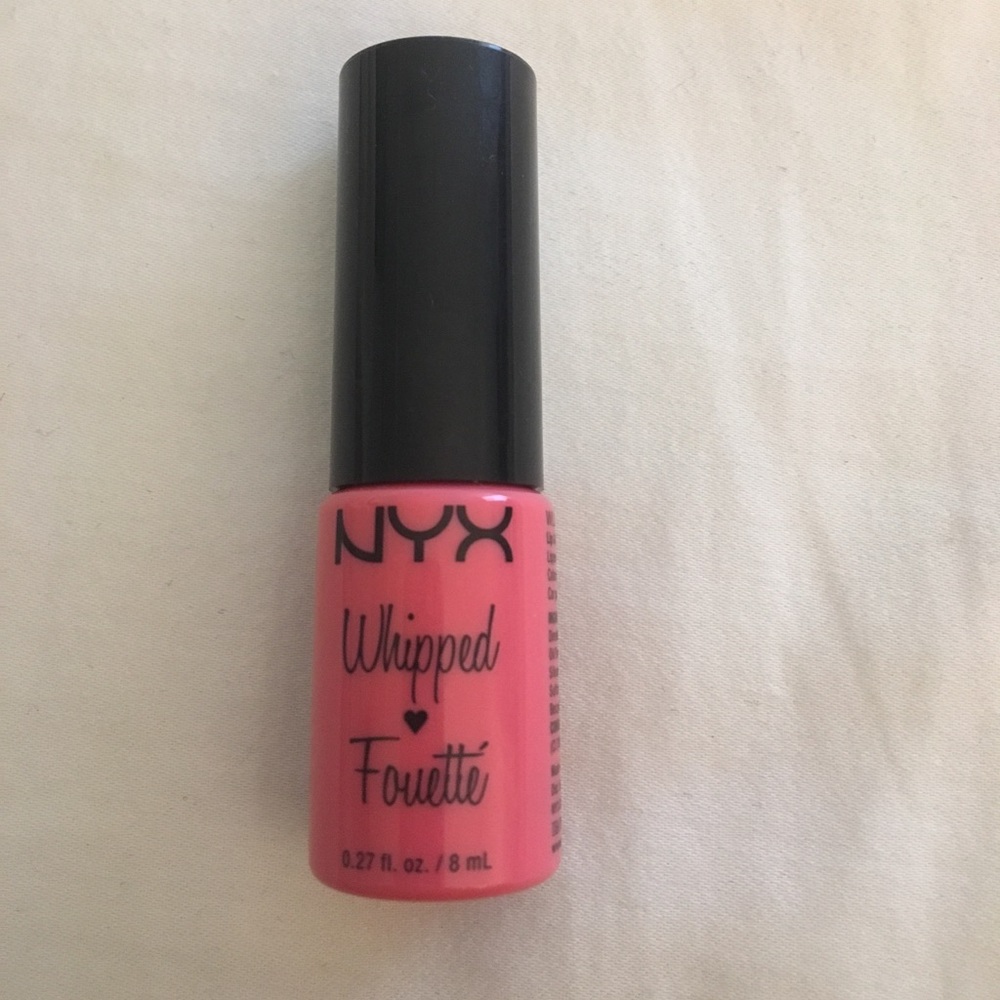 NYX
Whipped
♥
Fouetté
0.27 fl. oz. / 8 mL